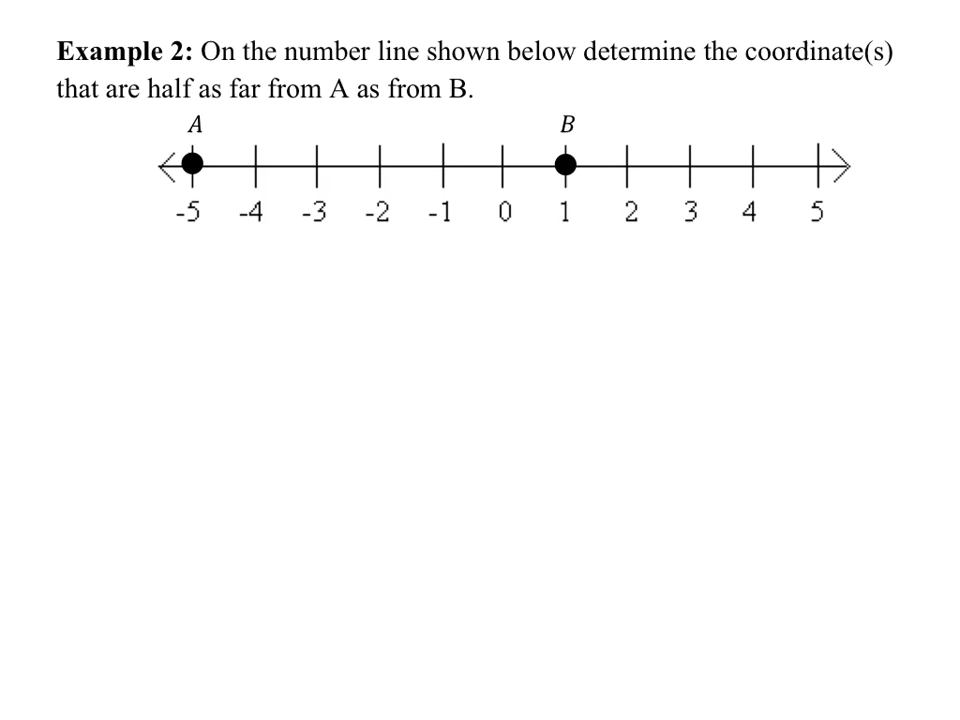 Example 2: On the number line shown below determine the coordinate(s)
that are half as far from A as from B.
A B
-5 -4 -3 -2 -1 0 1 2 3 4 5